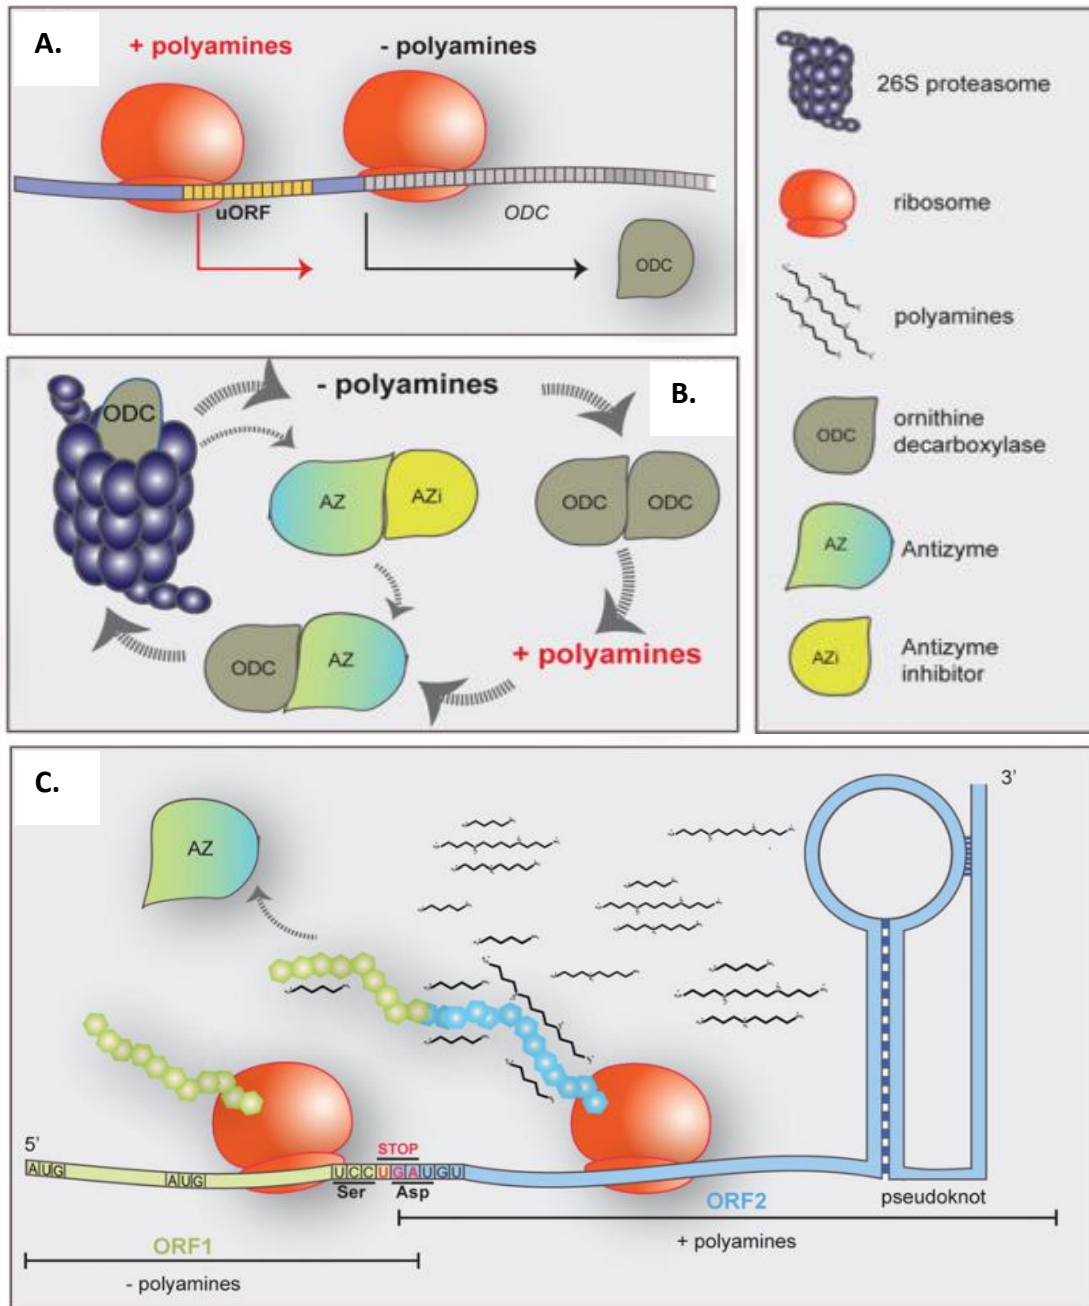 A.
+ polyamines
- polyamines
uORF
ODC
ODC
26S proteasome
ribosome
polyamines
ODC
ornithine
decarboxylase
AZ
Antizyme
AZi
Antizyme
inhibitor
B.
- polyamines
ODC
AZ
AZi
ODC
ODC
ODC
AZ
+ polyamines
C.
3'
AZ
5'
STOP
AUG
AUG
UCCUGAUGU
Ser
Asp
pseudoknot
ORF2
+ polyamines
ORF1
- polyamines